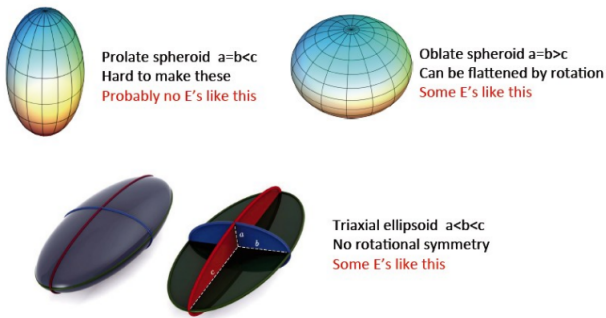 Prolate spheroid  a=b<c
Hard to make these
Probably no E's like this
Oblate spheroid a=b>c
Can be flattened by rotation
Some E's like this
a
b
c
Triaxial ellipsoid  a<b<c
No rotational symmetry
Some E's like this